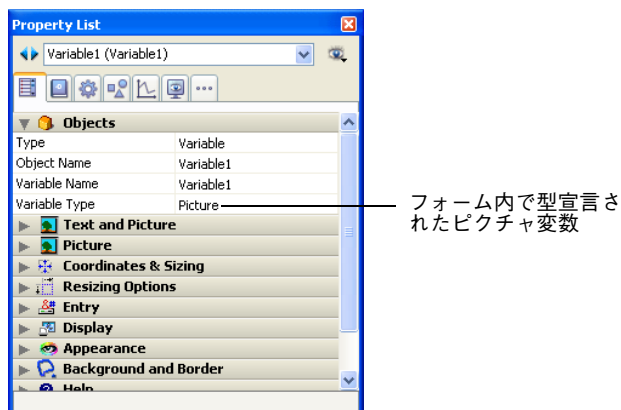 Property List
Variable1 (Variable1)
Objects
Type Variable
Object Name Variable1
Variable Name Variable1
Variable Type Picture
フォーム内で型宣言さ
れたピクチャ変数
Text and Picture
Picture
Coordinates & Sizing
Resizing Options
Entry
Display
Appearance
Background and Border
Help